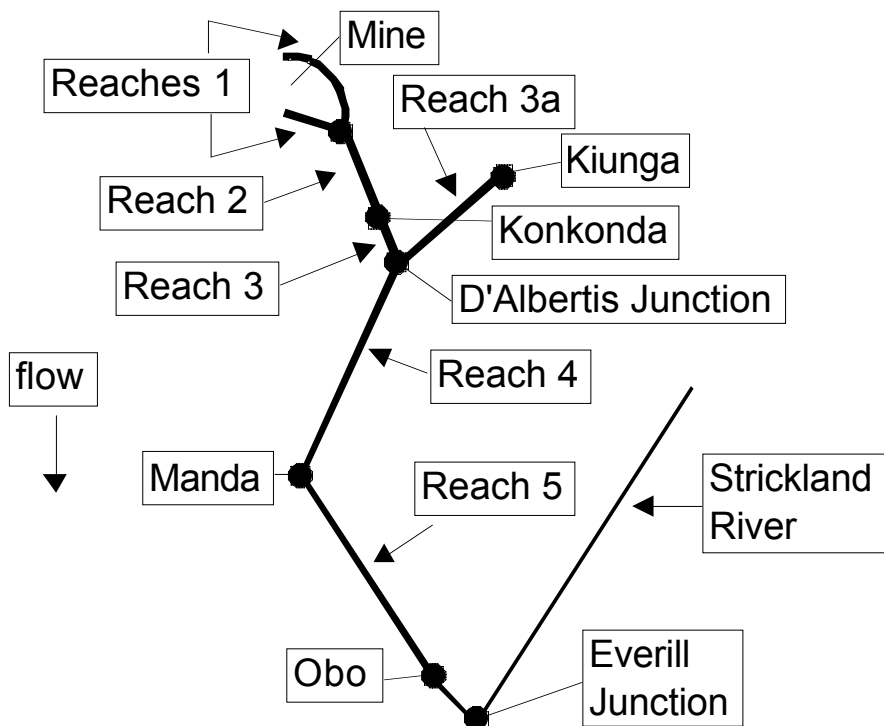 Mine
Reaches 1
Reach 3a
Kiunga
Reach 2
Konkonda
Reach 3
D'Albertis Junction
flow
Reach 4
Manda
Reach 5
Strickland
River
Obo
Everill
Junction